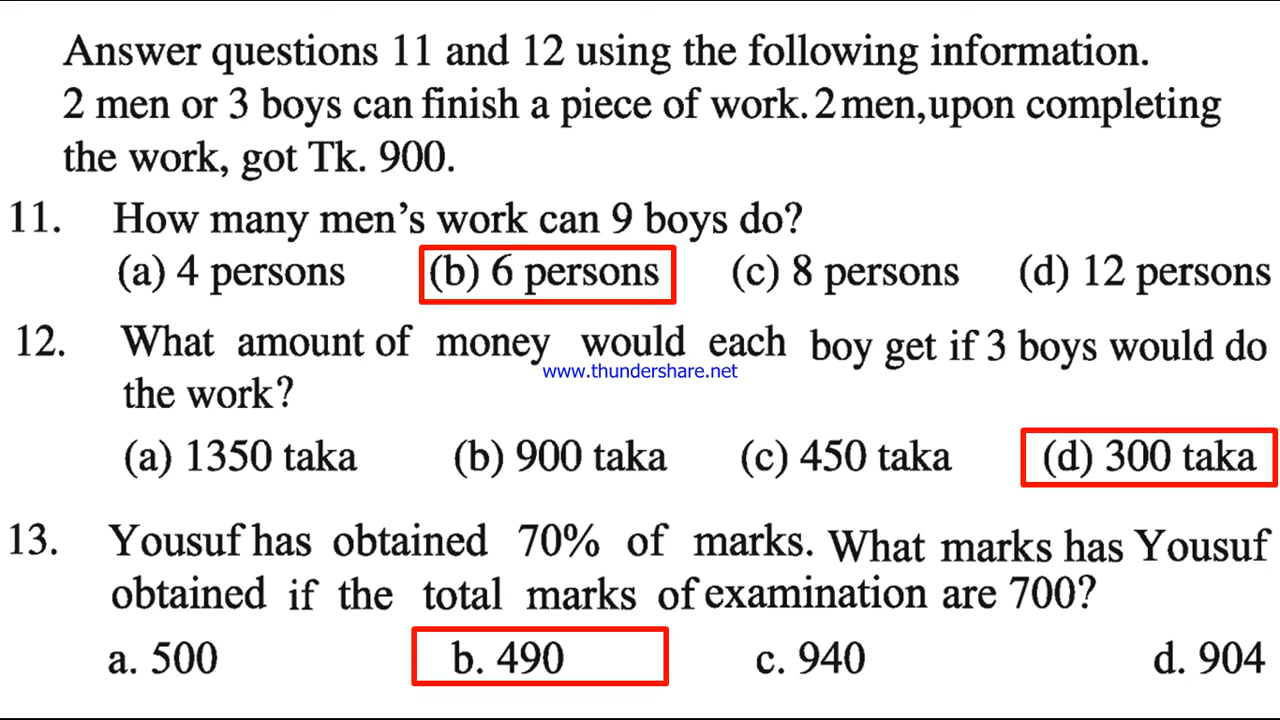 Answer questions 11 and 12 using the following information.
2 men or 3 boys can finish a piece of work. 2 men, upon completing
the work, got Tk. 900.
11. How many men's work can 9 boys do?
(a) 4 persons (b) 6 persons (c) 8 persons (d) 12 persons
12. What amount of money would each boy get if 3 boys would do
www.thundershare.net
the work?
(a) 1350 taka (b) 900 taka (c) 450 taka (d) 300 taka
13. Yousuf has obtained 70% of marks. What marks has Yousuf
obtained if the total marks of examination are 700?
a. 500 b. 490 c. 940 d. 904